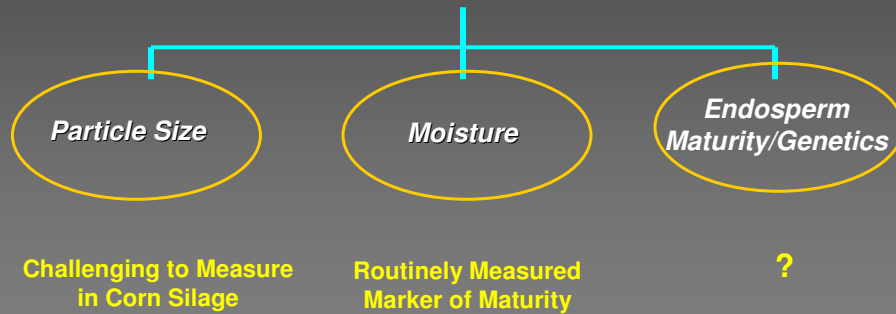 Particle Size
Moisture
Endosperm
Maturity/Genetics
Challenging to Measure
in Corn Silage
Routinely Measured
Marker of Maturity
?